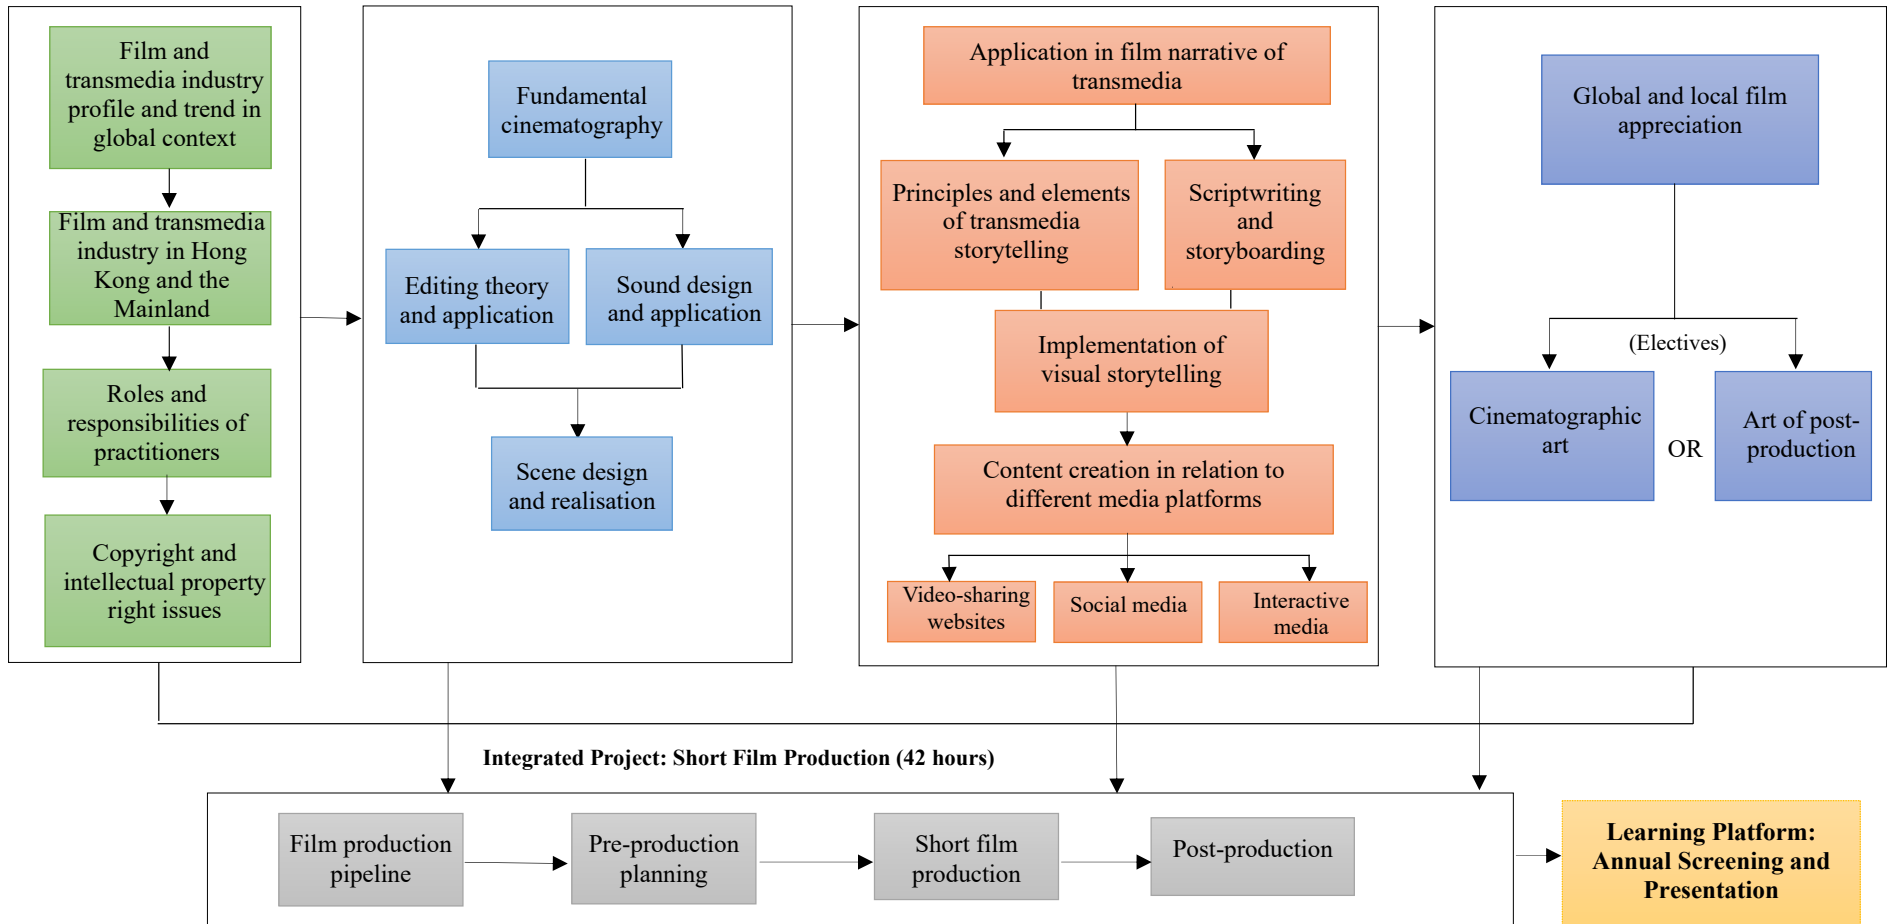 Film and
transmedia industry
profile and trend in
global context
Film and transmedia
industry in Hong
Kong and the
Mainland
Roles and
responsibilities of
practitioners
Copyright and
intellectual property
right issues
Fundamental
cinematography
Editing theory
and application
Sound design
and application
Scene design
and realisation
Application in film narrative of
transmedia
Principles and elements
of transmedia
storytelling
Scriptwriting
and
storyboarding
Implementation of
visual storytelling
Content creation in relation to
different media platforms
Video-sharing
websites
Social media
Interactive
media
Global and local film
appreciation
(Electives)
Cinematographic
art
OR
Art of post-
production
Integrated Project: Short Film Production (42 hours)
Film production
pipeline
Pre-production
planning
Short film
production
Post-production
Learning Platform:
Annual Screening and
Presentation